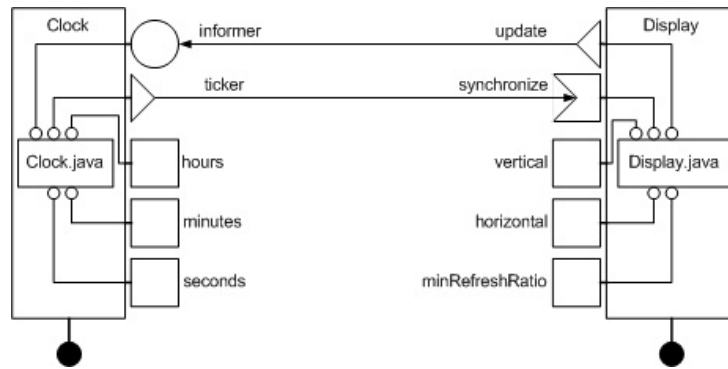 Clock
informer
update
Display
ticker
synchronize
Clock.java
hours
vertical
Display.java
minutes
horizontal
seconds
minRefreshRatio